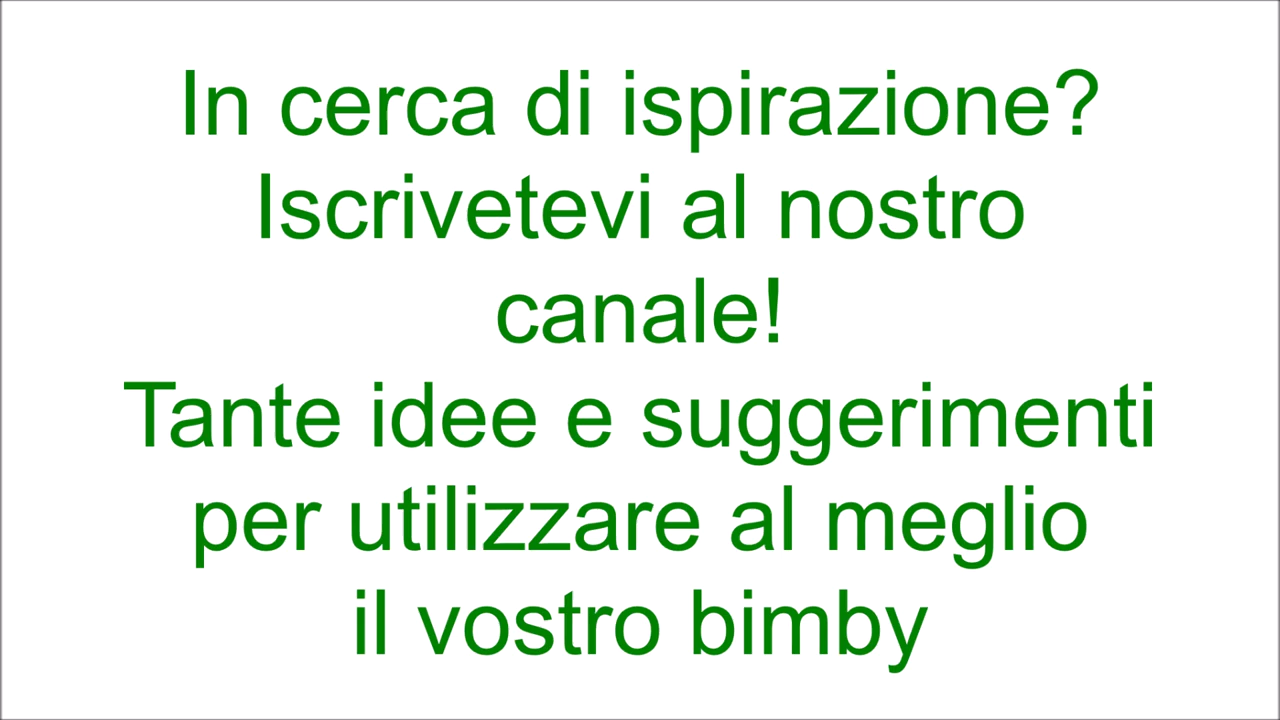 In cerca di ispirazione?
Iscrivetevi al nostro
canale!
Tante idee e suggerimenti
per utilizzare al meglio
il vostro bimby